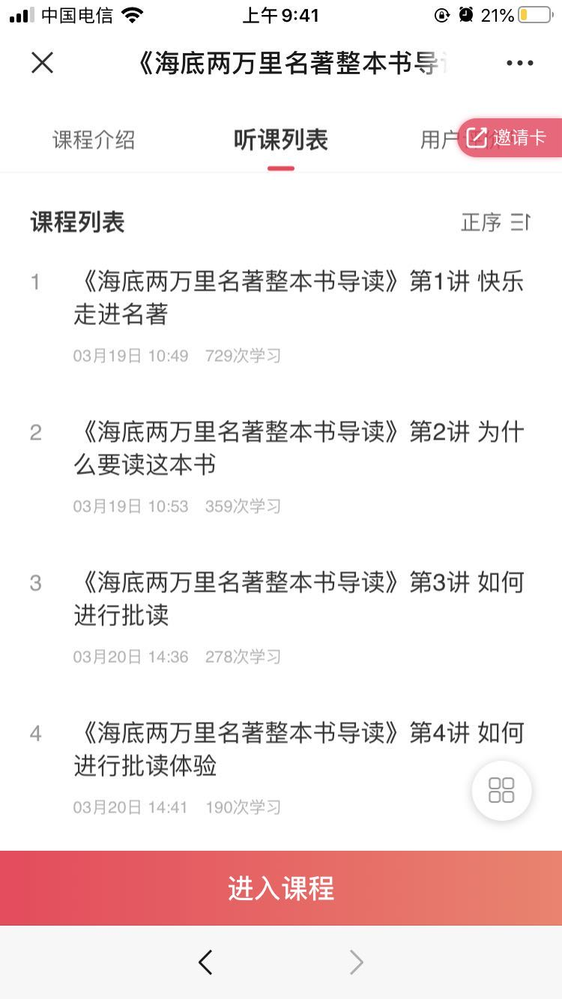 中国电信 上午9:41 21%
《海底两万里名著整本书导
课程介绍 听课列表 用户 邀请卡
课程列表 正序
1 《海底两万里名著整本书导读》第1讲 快乐
走进名著
03月19日 10:49 729次学习
2 《海底两万里名著整本书导读》第2讲 为什
么要读这本书
03月19日 10:53 359次学习
3 《海底两万里名著整本书导读》第3讲 如何
进行批读
03月20日 14:36 278次学习
4 《海底两万里名著整本书导读》第4讲 如何
进行批读体验
03月20日 14:41 190次学习
进入课程